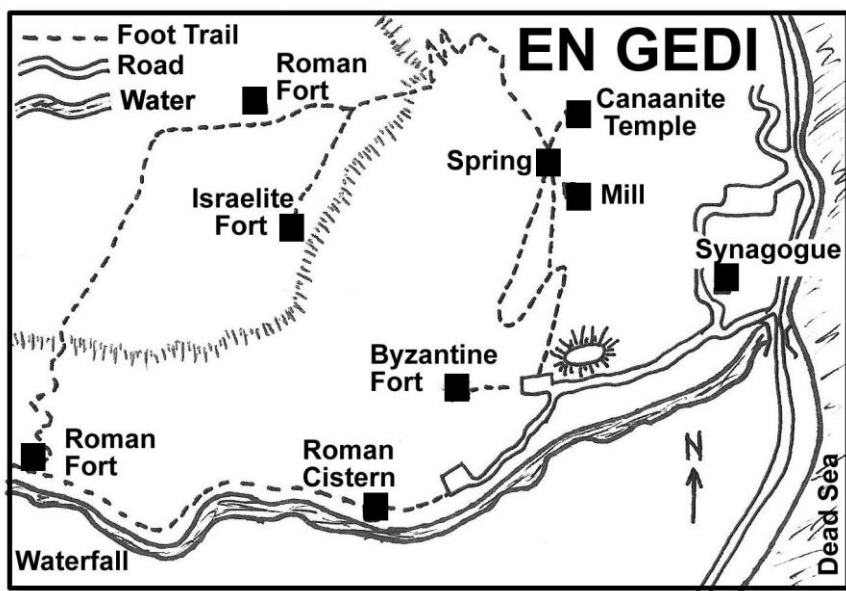 EN GEDI
Foot Trail
Road
Water
Roman
Fort
Canaanite
Temple
Spring
Mill
Israelite
Fort
Synagogue
Byzantine
Fort
Roman
Fort
Roman
Cistern
N
Waterfall
Dead Sea